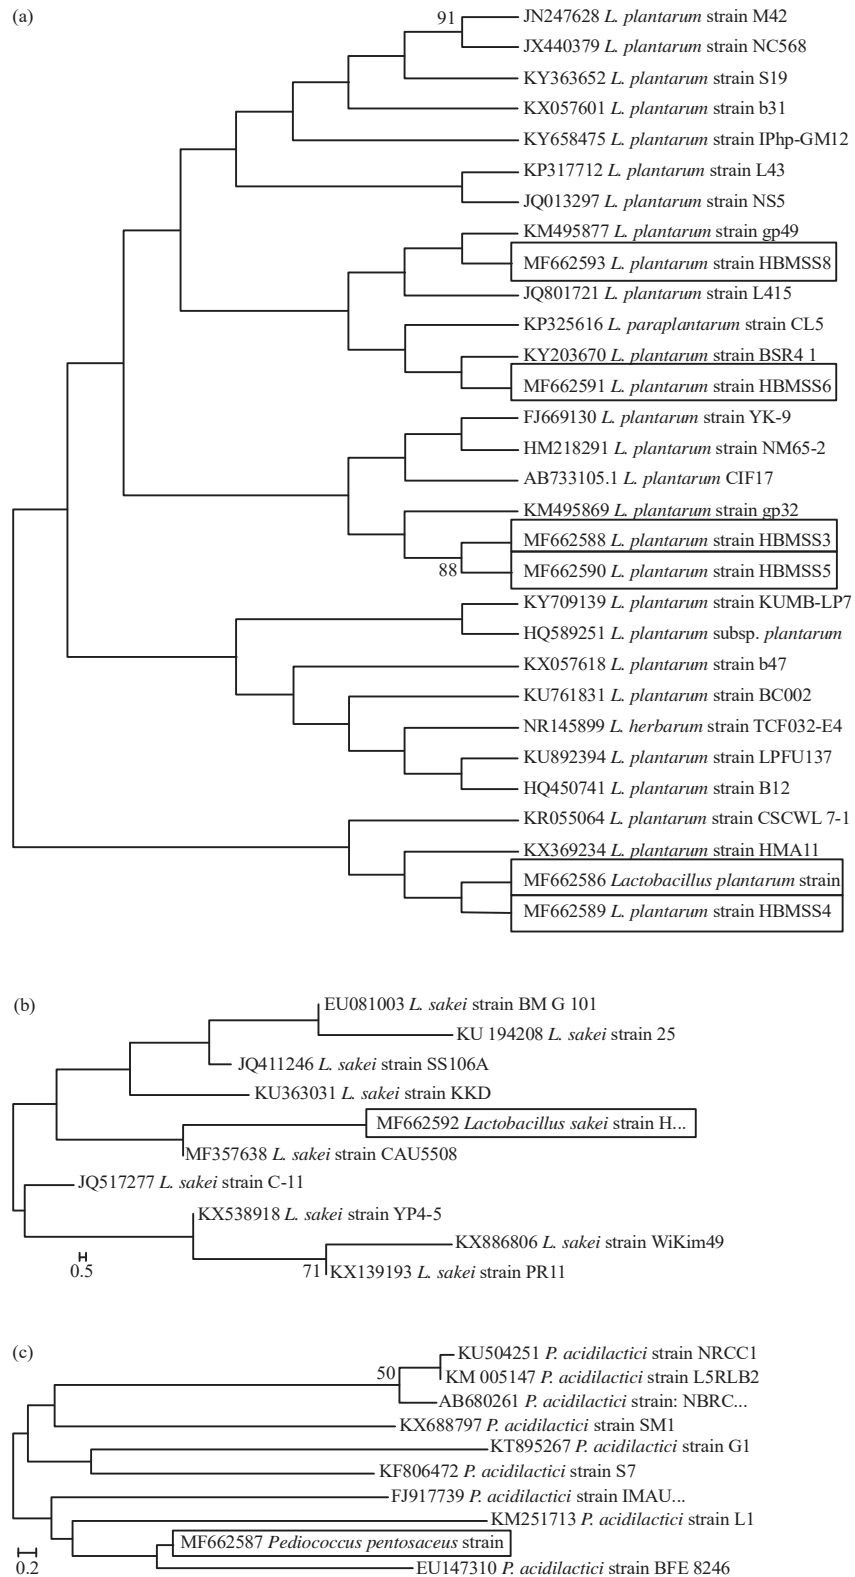 (a)
91
JN247628 L. plantarum strain M42
JX440379 L. plantarum strain NC568
KY363652 L. plantarum strain S19
KX057601 L. plantarum strain b31
KY658475 L. plantarum strain IPhp-GM12
KP317712 L. plantarum strain L43
JQ013297 L. plantarum strain NS5
KM495877 L. plantarum strain gp49
MF662593 L. plantarum strain HBMSS8
JQ801721 L. plantarum strain L415
KP325616 L. paraplantarum strain CL5
KY203670 L. plantarum strain BSR4 1
MF662591 L. plantarum strain HBMSS6
FJ669130 L. plantarum strain YK-9
HM218291 L. plantarum strain NM65-2
AB733105.1 L. plantarum CIF17
KM495869 L. plantarum strain gp32
MF662588 L. plantarum strain HBMSS3
88
MF662590 L. plantarum strain HBMSS5
KY709139 L. plantarum strain KUMB-LP7
HQ589251 L. plantarum subsp. plantarum
KX057618 L. plantarum strain b47
KU761831 L. plantarum strain BC002
NR145899 L. herbarum strain TCF032-E4
KU892394 L. plantarum strain LPFU137
HQ450741 L. plantarum strain B12
KR055064 L. plantarum strain CSCWL 7-1
KX369234 L. plantarum strain HMA11
MF662586 Lactobacillus plantarum strain
MF662589 L. plantarum strain HBMSS4
(b)
EU081003 L. sakei strain BM G 101
KU 194208 L. sakei strain 25
JQ411246 L. sakei strain SS106A
KU363031 L. sakei strain KKD
MF662592 Lactobacillus sakei strain H...
MF357638 L. sakei strain CAU5508
JQ517277 L. sakei strain C-11
KX538918 L. sakei strain YP4-5
KX886806 L. sakei strain WiKim49
0.5
71
KX139193 L. sakei strain PR11
(c)
KU504251 P. acidilactici strain NRCC1
50
KM 005147 P. acidilactici strain L5RLB2
AB680261 P. acidilactici strain: NBRC...
KX688797 P. acidilactici strain SM1
KT895267 P. acidilactici strain G1
KF806472 P. acidilactici strain S7
FJ917739 P. acidilactici strain IMAU...
KM251713 P. acidilactici strain L1
MF662587 Pediococcus pentosaceus strain
0.2
EU147310 P. acidilactici strain BFE 8246